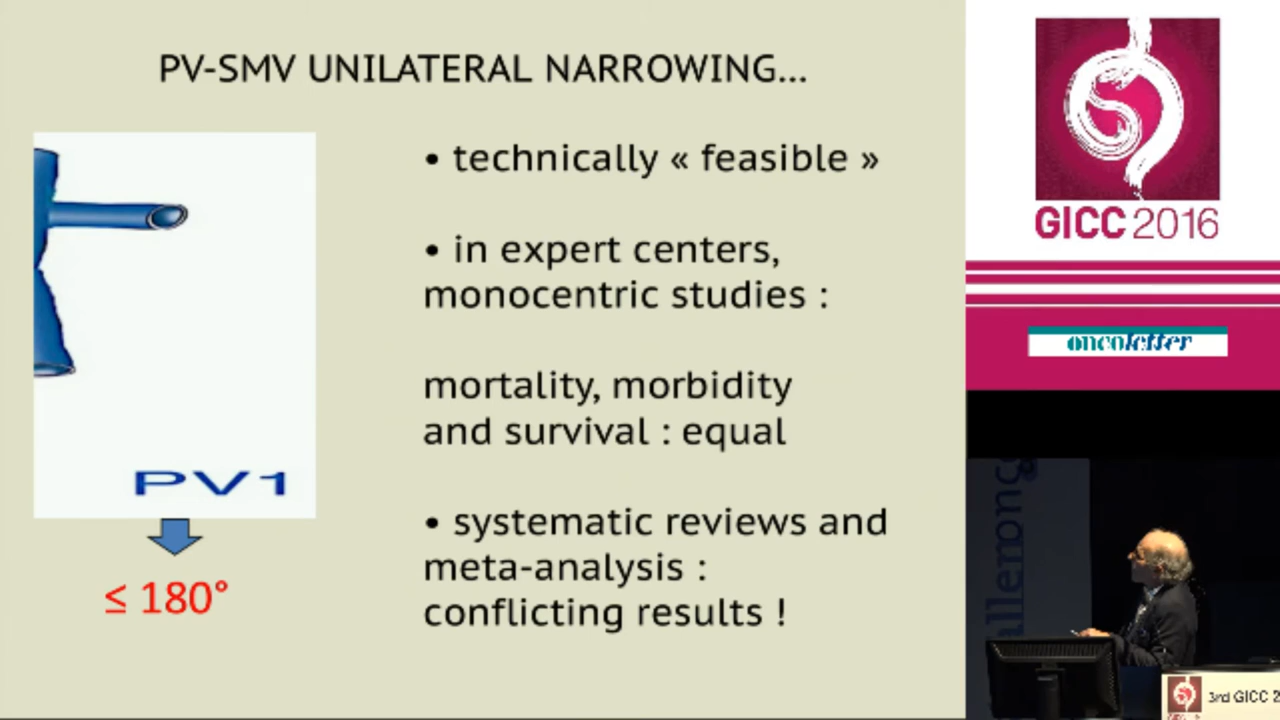 PV-SMV UNILATERAL NARROWING...
PV1
≤ 180°
• technically « feasible »
• in expert centers,
monocentric studies :
mortality, morbidity
and survival : equal
• systematic reviews and
meta-analysis :
conflicting results !
GICC 2016
oncoletter
3rd GICC 2